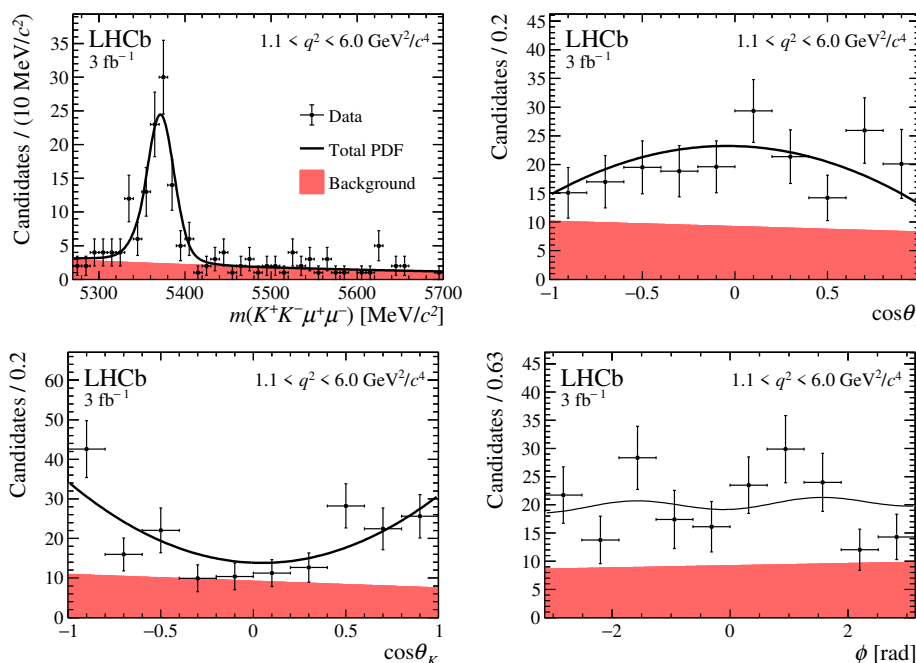 Candidates / (10 MeV/c²)
LHCb
3 fb⁻¹
1.1 < q² < 6.0 GeV²/c⁴
Data
Total PDF
Background
35
30
25
20
15
10
5
0
5300 5400 5500 5600 5700
m(K⁺K⁻μ⁺μ⁻) [MeV/c²]
Candidates / 0.2
LHCb
3 fb⁻¹
1.1 < q² < 6.0 GeV²/c⁴
45
40
35
30
25
20
15
10
5
0
−1 −0.5 0 0.5
cosθ
Candidates / 0.2
LHCb
3 fb⁻¹
1.1 < q² < 6.0 GeV²/c⁴
60
50
40
30
20
10
0
−1 −0.5 0 0.5 1
cosθ_K
Candidates / 0.63
LHCb
3 fb⁻¹
1.1 < q² < 6.0 GeV²/c⁴
45
40
35
30
25
20
15
10
5
0
−2 0 2
ϕ [rad]